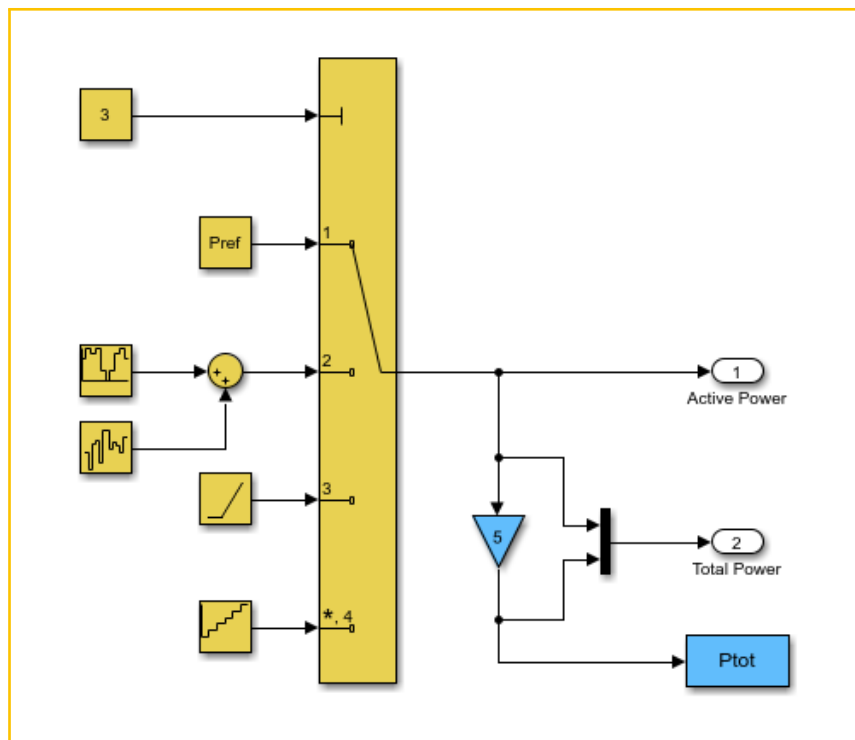 3
Pref
1
2
+
+
1
Active Power
3
5
2
Total Power
*, 4
Ptot